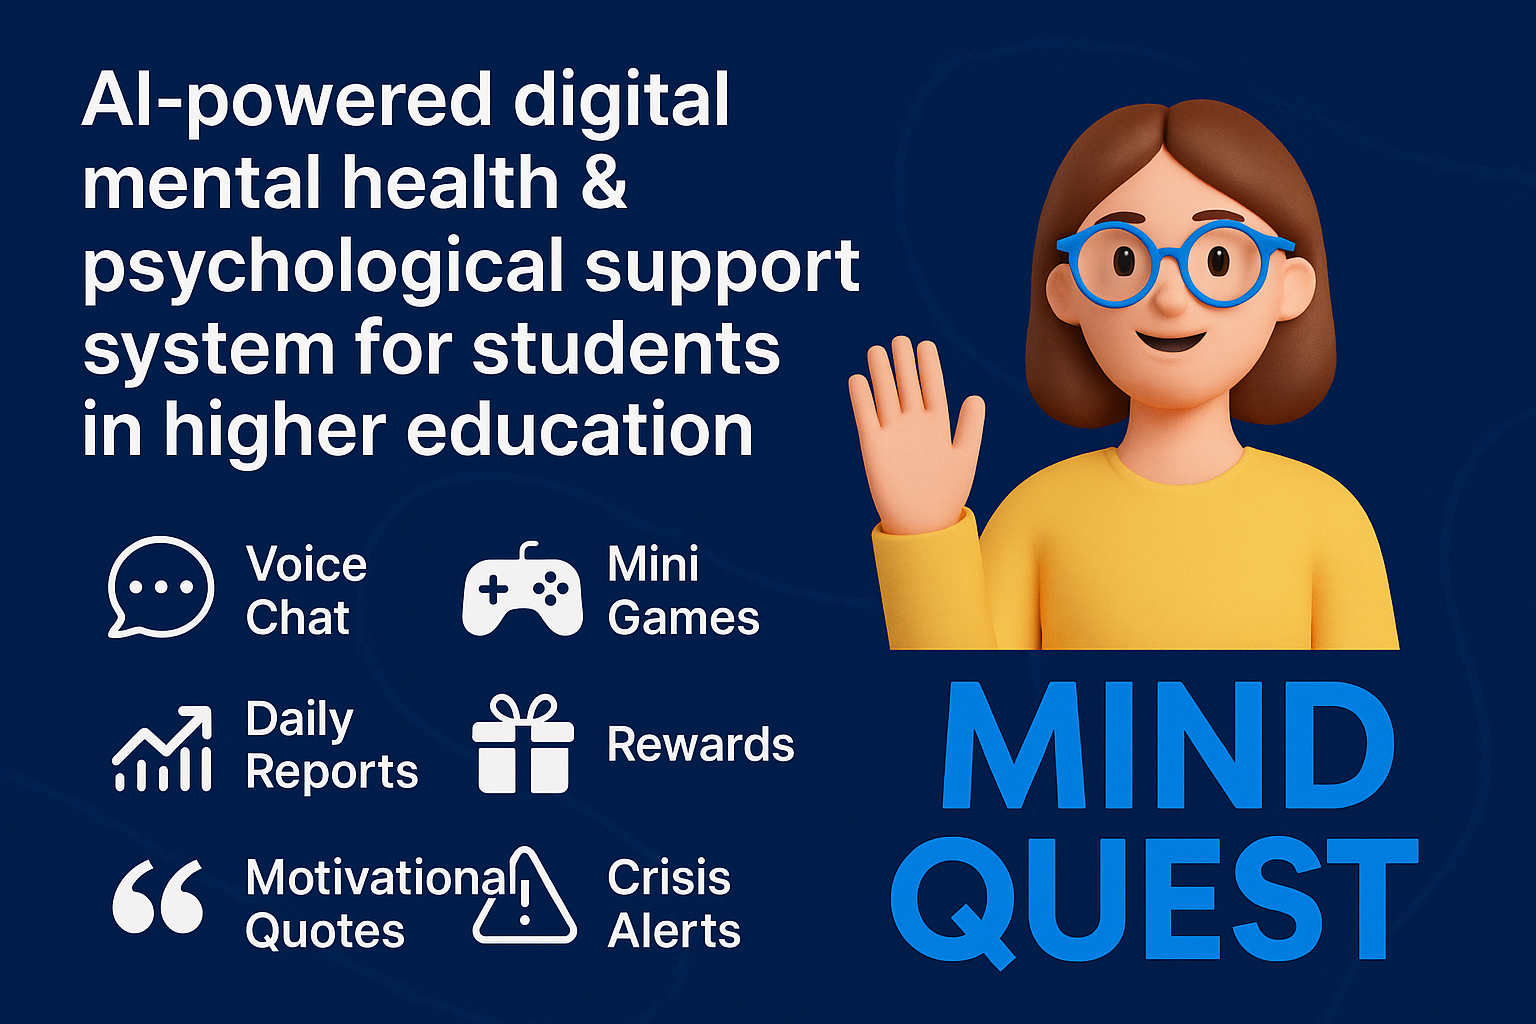 AI-powered digital
mental health &
psychological support
system for students
in higher education
Voice
Chat
Mini
Games
Daily
Reports
Rewards
Motivational
Quotes
Crisis
Alerts
MIND
QUEST